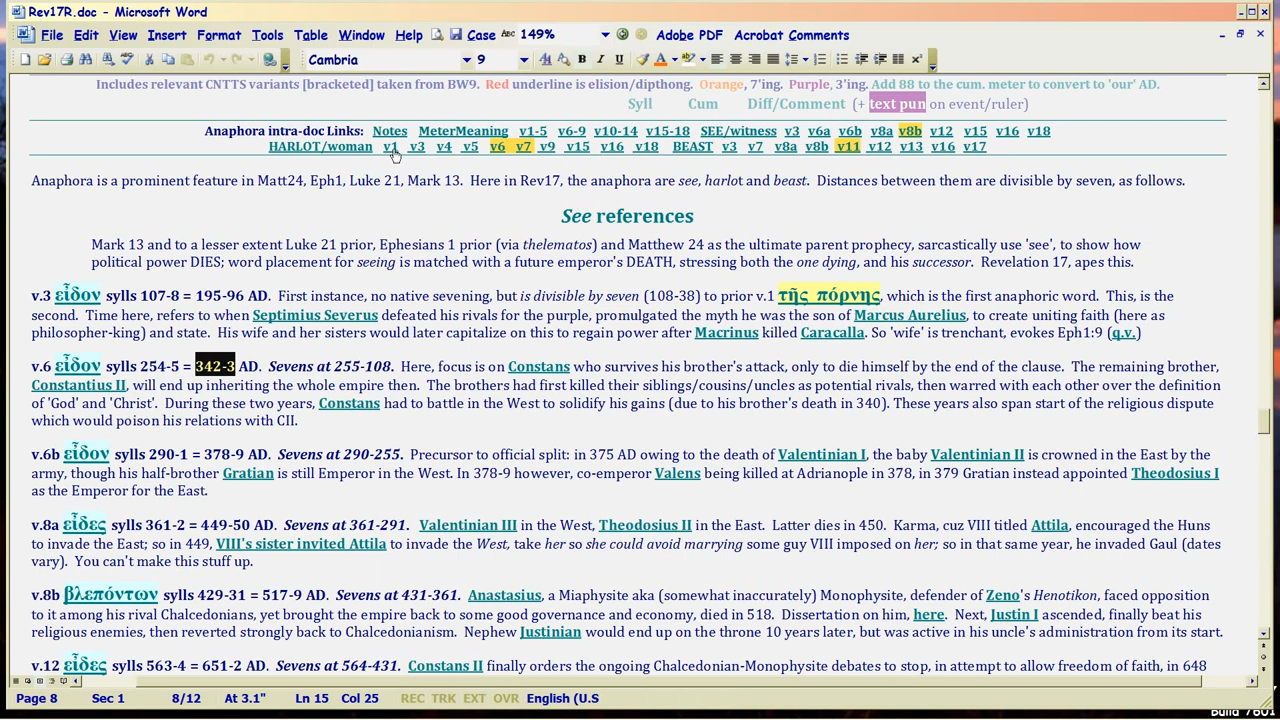 Rev17R.doc - Microsoft Word
File Edit View Insert Format Tools Table Window Help Case ABC 149% Adobe PDF Acrobat Comments
Cambria 9 B I U
Includes relevant CNTTS variants [bracketed] taken from BW9. Red underline is elision/dipthong. Orange, 7'ing. Purple, 3'ing. Add 88 to the cum. meter to convert to 'our' AD.
Syll Cum Diff/Comment (+ text pun on event/ruler)
Anaphora intra-doc Links: Notes MeterMeaning v1-5 v6-9 v10-14 v15-18 SEE/witness v3 v6a v6b v8a v8b v12 v15 v16 v18
HARLOT/woman v1 v3 v4 v5 v6 v7 v9 v15 v16 v18 BEAST v3 v7 v8a v8b v11 v12 v13 v16 v17
Anaphora is a prominent feature in Matt24, Eph1, Luke 21, Mark 13. Here in Rev17, the anaphora are see, harlot and beast. Distances between them are divisible by seven, as follows.
See references
Mark 13 and to a lesser extent Luke 21 prior, Ephesians 1 prior (via thelematos) and Matthew 24 as the ultimate parent prophecy, sarcastically use 'see', to show how
political power DIES; word placement for seeing is matched with a future emperor's DEATH, stressing both the one dying, and his successor. Revelation 17, apes this.
v.3 εἶδον sylls 107-8 = 195-96 AD. First instance, no native sevening, but is divisible by seven (108-38) to prior v.1 τῆς πόρνης, which is the first anaphoric word. This, is the
second. Time here, refers to when Septimius Severus defeated his rivals for the purple, promulgated the myth he was the son of Marcus Aurelius, to create uniting faith (here as
philosopher-king) and state. His wife and her sisters would later capitalize on this to regain power after Macrinus killed Caracalla. So 'wife' is trenchant, evokes Eph1:9 (q.v.)
v.6 εἶδον sylls 254-5 = 342-3 AD. Sevens at 255-108. Here, focus is on Constans who survives his brother's attack, only to die himself by the end of the clause. The remaining brother,
Constantius II, will end up inheriting the whole empire then. The brothers had first killed their siblings/cousins/uncles as potential rivals, then warred with each other over the definition
of 'God' and 'Christ'. During these two years, Constans had to battle in the West to solidify his gains (due to his brother's death in 340). These years also span start of the religious dispute
which would poison his relations with CII.
v.6b εἶδον sylls 290-1 = 378-9 AD. Sevens at 290-255. Precursor to official split: in 375 AD owing to the death of Valentinian I, the baby Valentinian II is crowned in the East by the
army, though his half-brother Gratian is still Emperor in the West. In 378-9 however, co-emperor Valens being killed at Adrianople in 378, in 379 Gratian instead appointed Theodosius I
as the Emperor for the East.
v.8a εἶδες sylls 361-2 = 449-50 AD. Sevens at 361-291. Valentinian III in the West, Theodosius II in the East. Latter dies in 450. Karma, cuz VIII titled Attila, encouraged the Huns
to invade the East; so in 449, VIII's sister invited Attila to invade the West, take her so she could avoid marrying some guy VIII imposed on her; so in that same year, he invaded Gaul (dates
vary). You can't make this stuff up.
v.8b βλεπόντων sylls 429-31 = 517-9 AD. Sevens at 431-361. Anastasius, a Miaphysite aka (somewhat inaccurately) Monophysite, defender of Zeno's Henotikon, faced opposition
to it among his rival Chalcedonians, yet brought the empire back to some good governance and economy, died in 518. Dissertation on him, here. Next, Justin I ascended, finally beat his
religious enemies, then reverted strongly back to Chalcedonianism. Nephew Justinian would end up on the throne 10 years later, but was active in his uncle's administration from its start.
v.12 εἶδες sylls 563-4 = 651-2 AD. Sevens at 564-431. Constans II finally orders the ongoing Chalcedonian-Monophysite debates to stop, in attempt to allow freedom of faith, in 648
Page 8 Sec 1 8/12 At 3.1" Ln 15 Col 25 REC TRK EXT OVR English (U.S
Build 7601